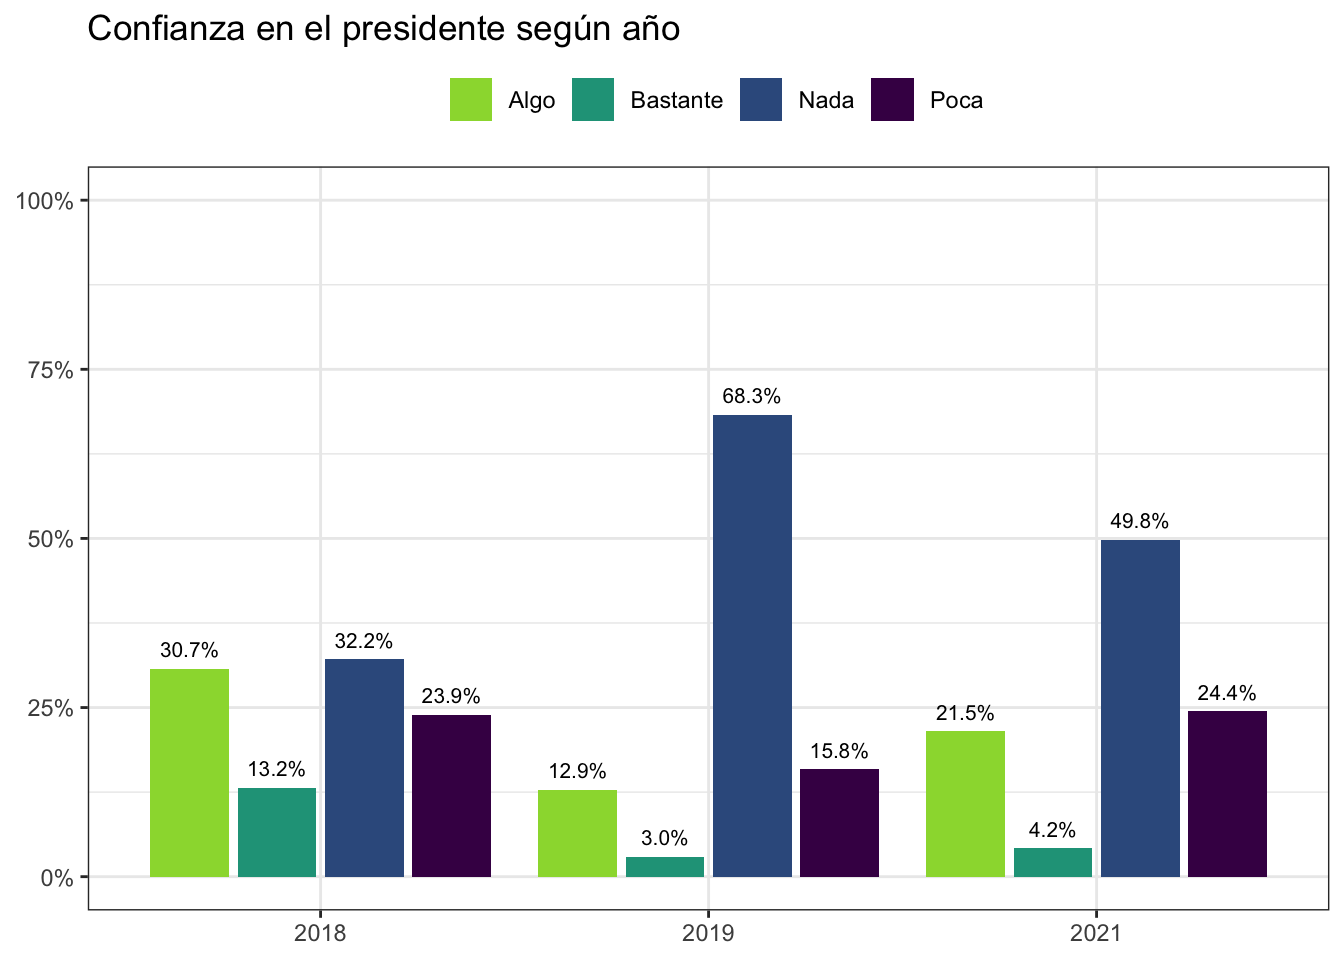 Confianza en el presidente según año
Algo Bastante Nada Poca
100%
75%
50%
25%
0%
30.7% 13.2% 32.2% 23.9%
12.9% 3.0% 68.3% 15.8%
21.5% 4.2% 49.8% 24.4%
2018 2019 2021